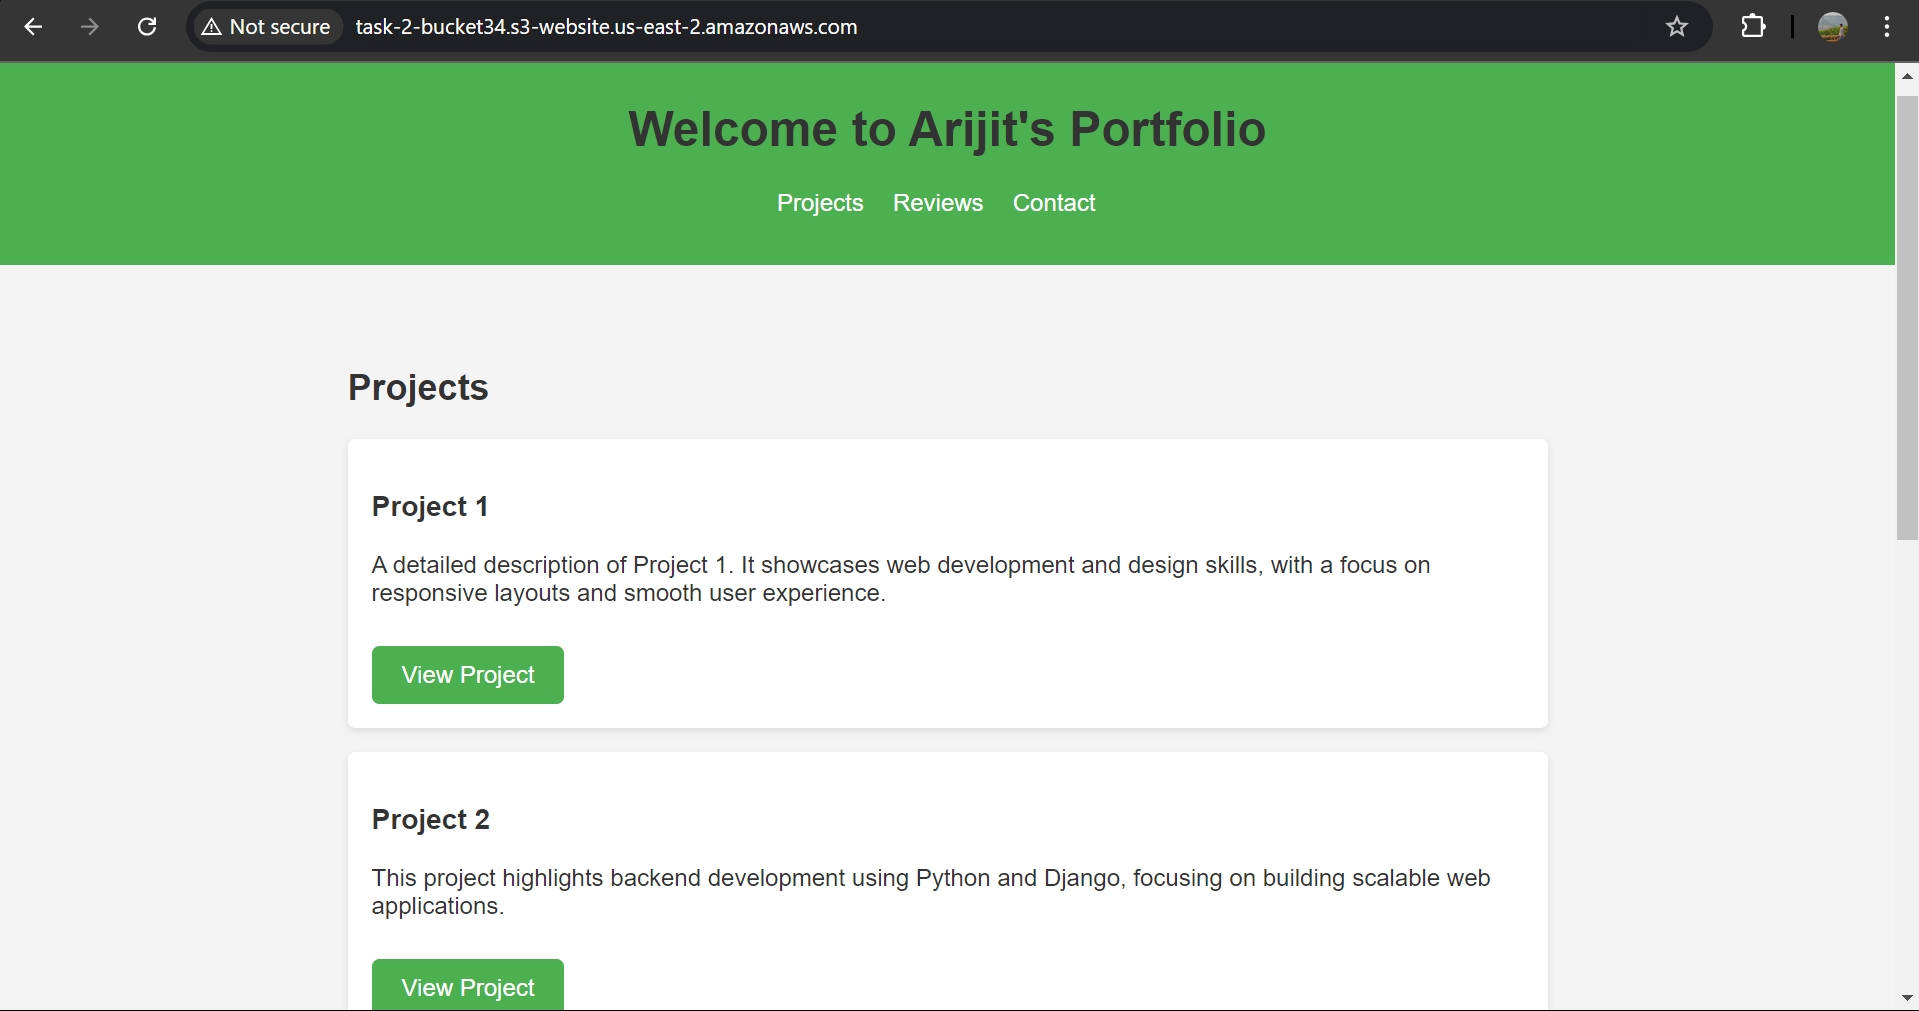 Not secure task-2-bucket34.s3-website.us-east-2.amazonaws.com
Welcome to Arijit's Portfolio
Projects Reviews Contact
Projects
Project 1
A detailed description of Project 1. It showcases web development and design skills, with a focus on
responsive layouts and smooth user experience.
View Project
Project 2
This project highlights backend development using Python and Django, focusing on building scalable web
applications.
View Project